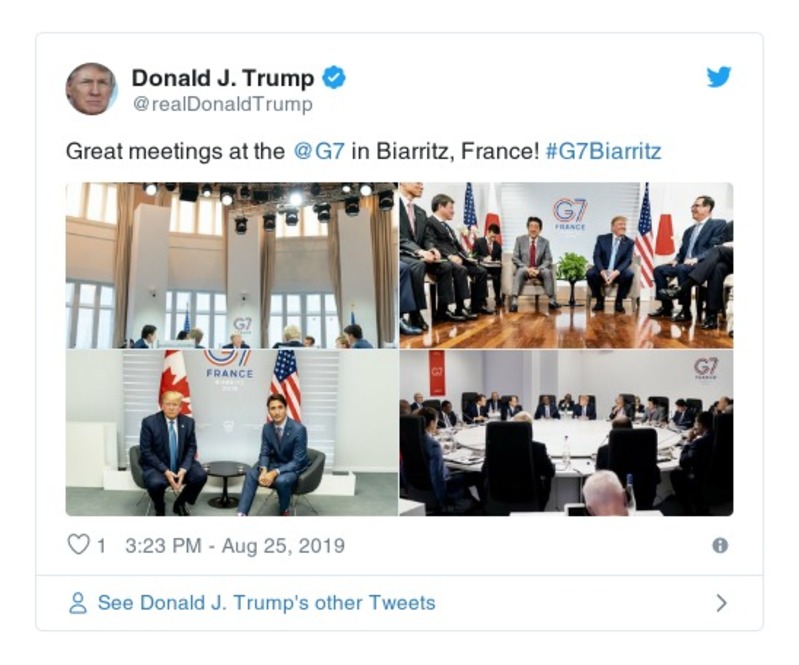 Donald J. Trump
@realDonaldTrump
Great meetings at the @G7 in Biarritz, France! #G7Biarritz
G7
G7
FRANCE
G7
FRANCE
BIARRITZ
2019
G7
1 3:23 PM - Aug 25, 2019
See Donald J. Trump's other Tweets